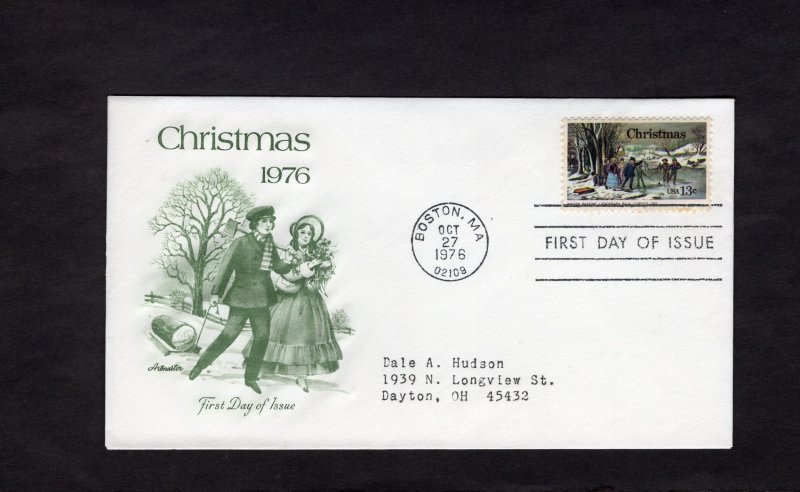 Christmas
1976
Artmaster
First Day of Issue
BOSTON, MA
OCT
27
1976
02109
Christmas
USA 13c
FIRST DAY OF ISSUE
Dale A. Hudson
1939 N. Longview St.
Dayton, OH 45432